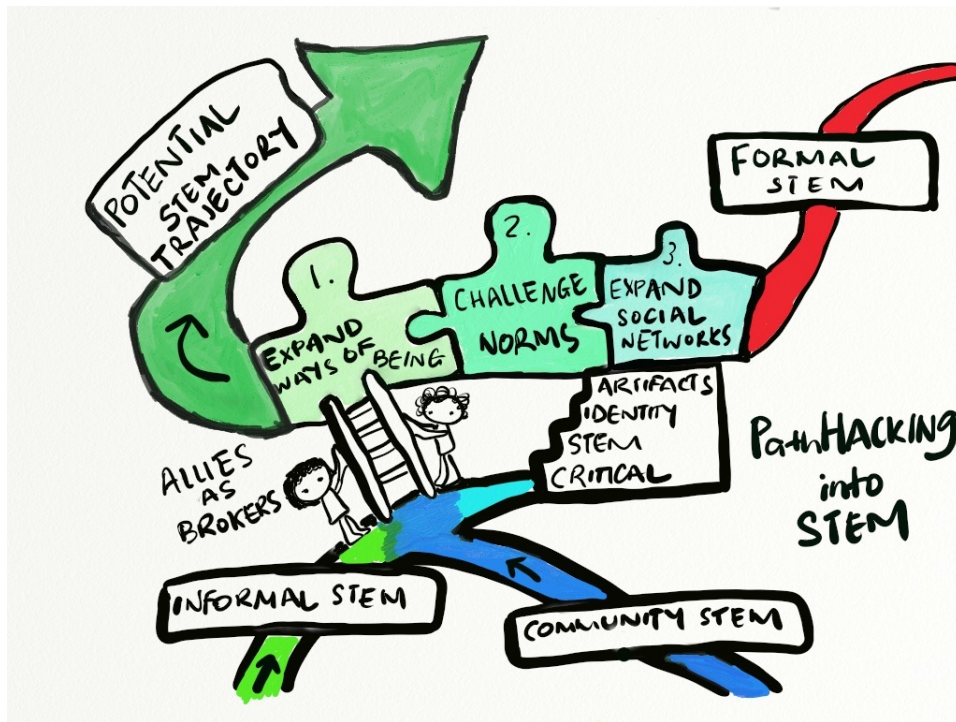 POTENTIAL
STEM
TRAJECTORY
FORMAL
STEM
1.
EXPAND
WAYS OF BEING
2.
CHALLENGE
NORMS
3.
EXPAND
SOCIAL
NETWORKS
ARTIFACTS
IDENTITY
STEM
CRITICAL
ALLIES
AS
BROKERS
PathHACKING
into
STEM
INFORMAL STEM
COMMUNITY STEM